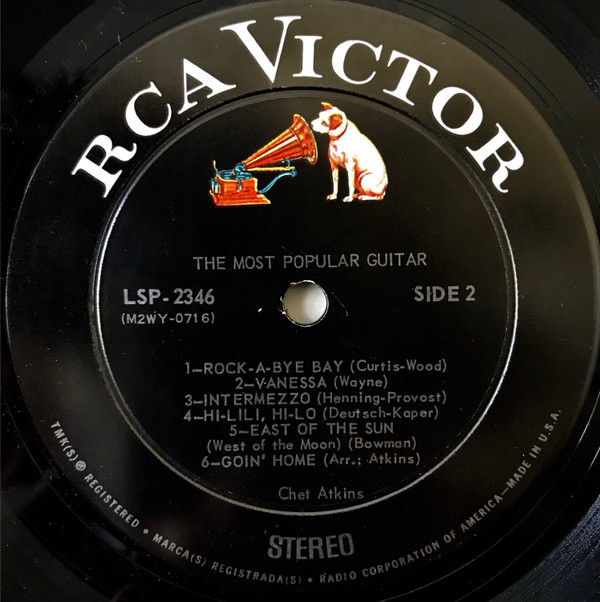 RCA VICTOR
THE MOST POPULAR GUITAR
LSP-2346
(M2WY-0716)
SIDE 2
1—ROCK-A-BYE BAY (Curtis-Wood)
2—VANESSA (Wayne)
3—INTERMEZZO (Henning-Provost)
4—HI-LILI, HI-LO (Deutsch-Kaper)
5—EAST OF THE SUN
(West of the Moon) (Bowman)
6—GOIN' HOME (Arr.; Atkins)
Chet Atkins
STEREO
TMK(S) ® REGISTERED • MARCA(S) REGISTRADA(S) • RADIO CORPORATION OF AMERICA—MADE IN U.S.A.